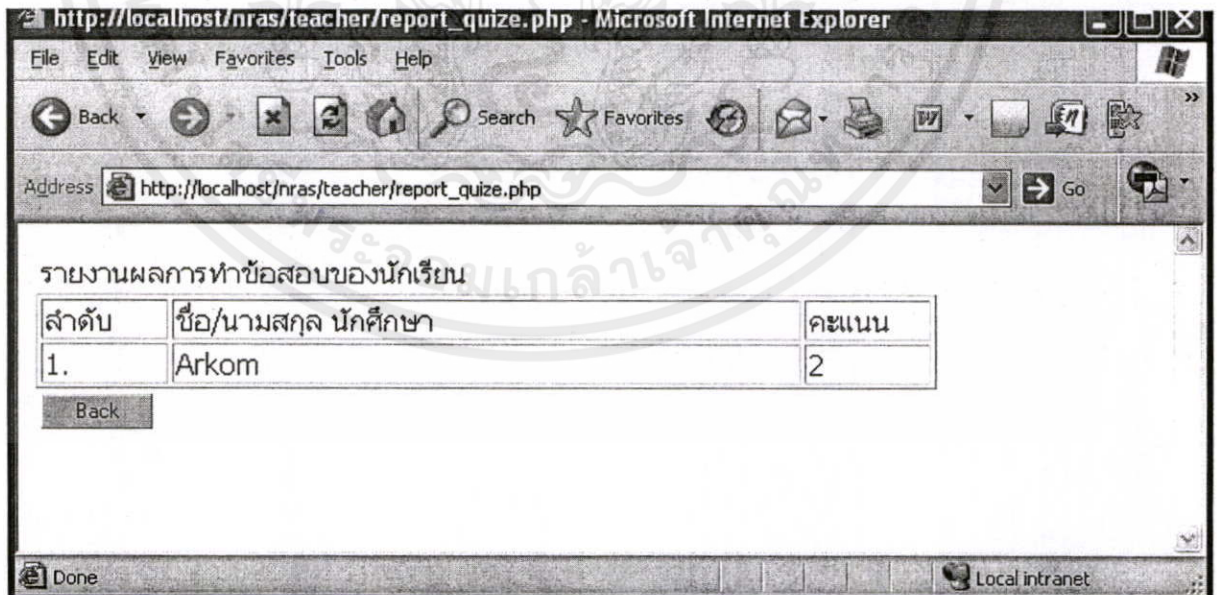 http://localhost/nras/teacher/report_quize.php - Microsoft Internet Explorer
File Edit View Favorites Tools Help
Back Search Favorites
Address http://localhost/nras/teacher/report_quize.php Go
รายงานผลการทำข้อสอบของนักเรียน
ลำดับ ชื่อ/นามสกุล นักศึกษา คะแนน
1. Arkom 2
Back
Done Local intranet